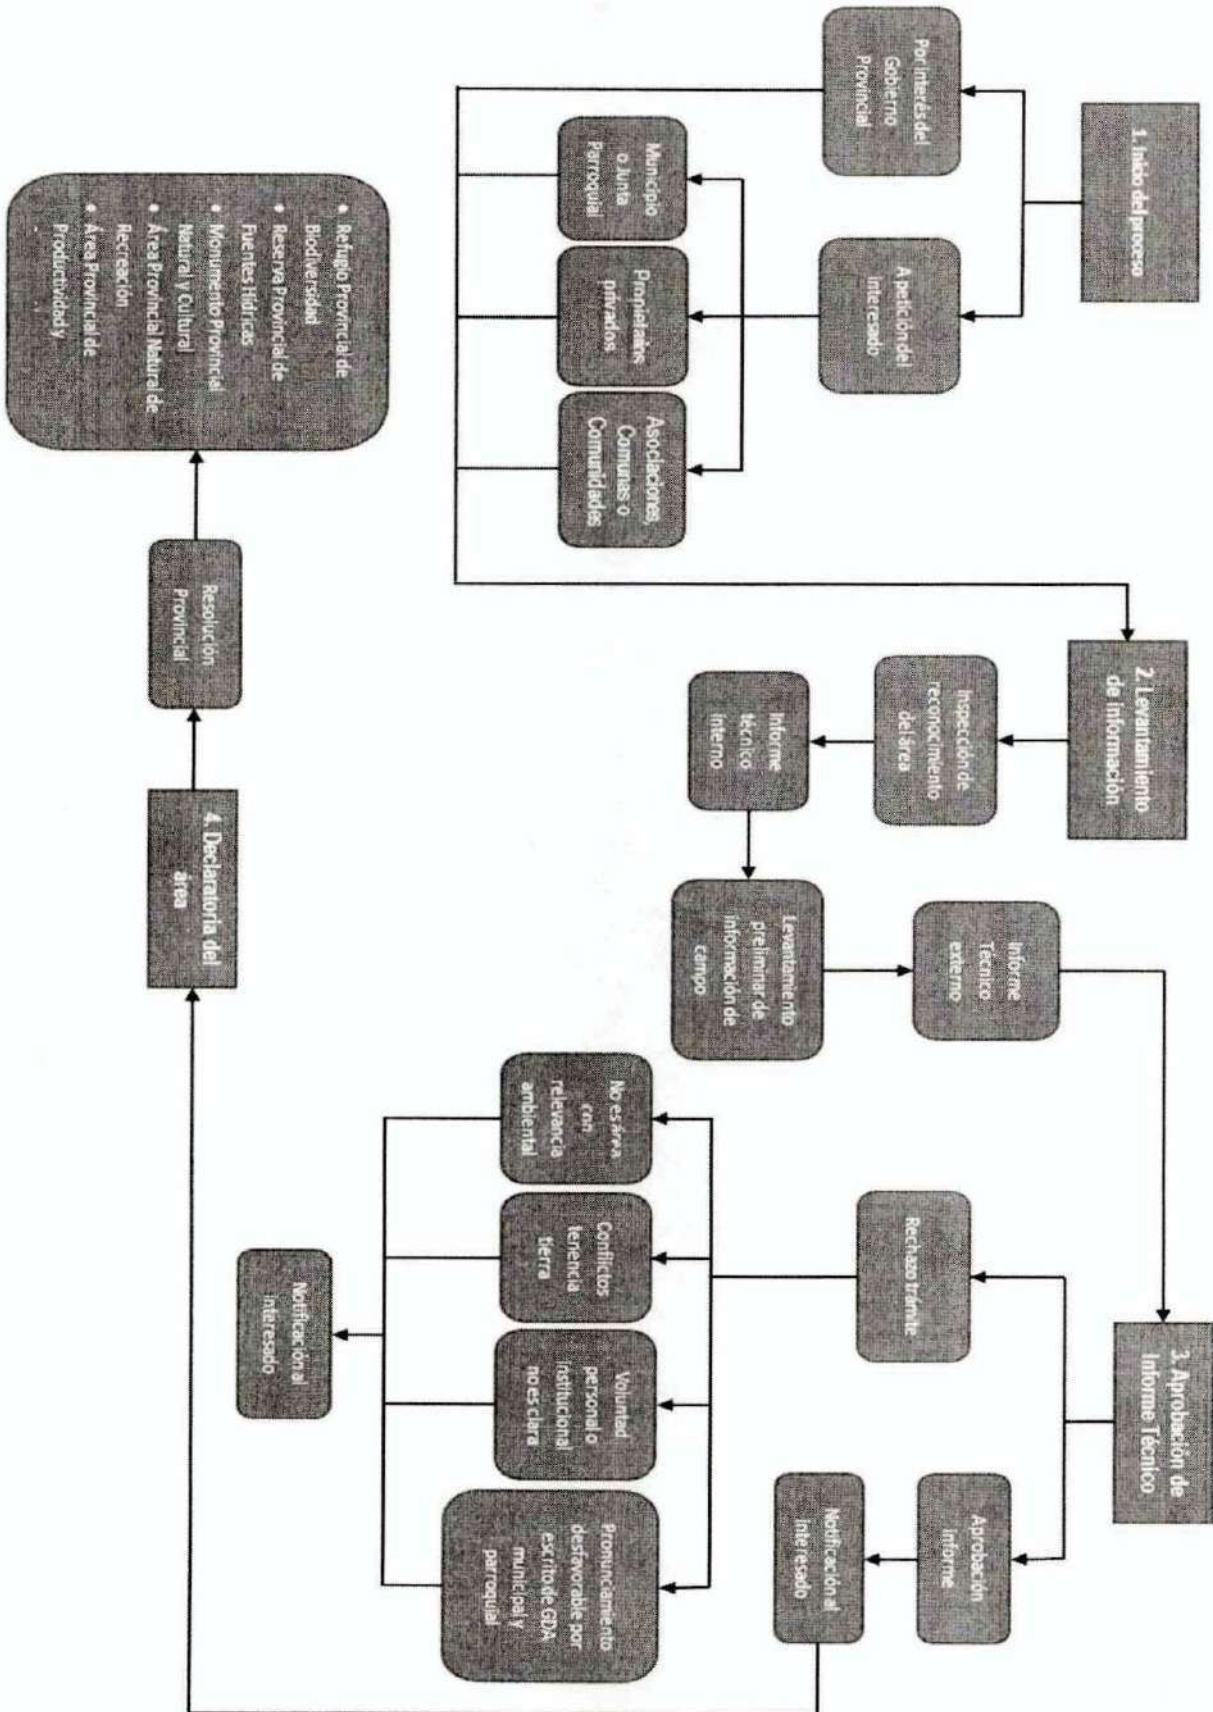 1. Inicio del proceso
Por interés del
Gobierno
Provincial
A petición del
interesado
Municipio
o Junta
Parroquial
Propietarios
privados
Asociaciones,
Comunas o
Comunidades
2. Levantamiento
de información
Inspección de
reconocimiento
del área
Informe
técnico
interno
Levantamiento
preliminar de
información de
campo
Informe
Técnico
externo
3. Aprobación de
Informe Técnico
Rechazo trámite
Aprobación
informe
Notificación al
interesado
No es área
con
relevancia
ambiental
Conflictos
tenencia
tierra
Voluntad
personal o
institucional
no es clara
Pronunciamiento
desfavorable por
escrito de GDA
municipal y
parroquial
Notificación al
interesado
4. Declaratoria del
área
Resolución
Provincial
• Refugio Provincial de
Biodiversidad
• Reserva Provincial de
Fuentes Hídricas
• Monumento Provincial
Natural y Cultural
• Área Provincial Natural de
Recreación
• Área Provincial de
Productividad y